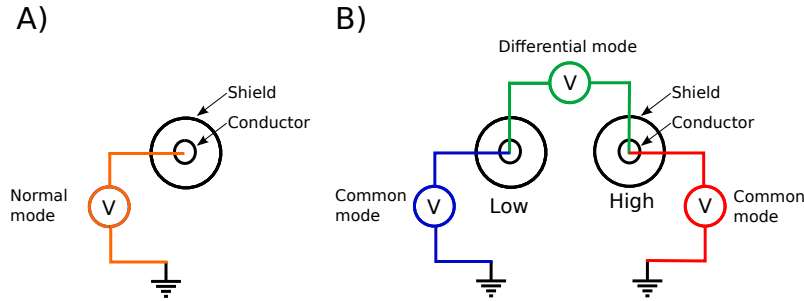 A)
Shield
Conductor
Normal
mode
V
B)
Differential mode
V
Shield
Conductor
Common
mode
V
Low
High
V
Common
mode